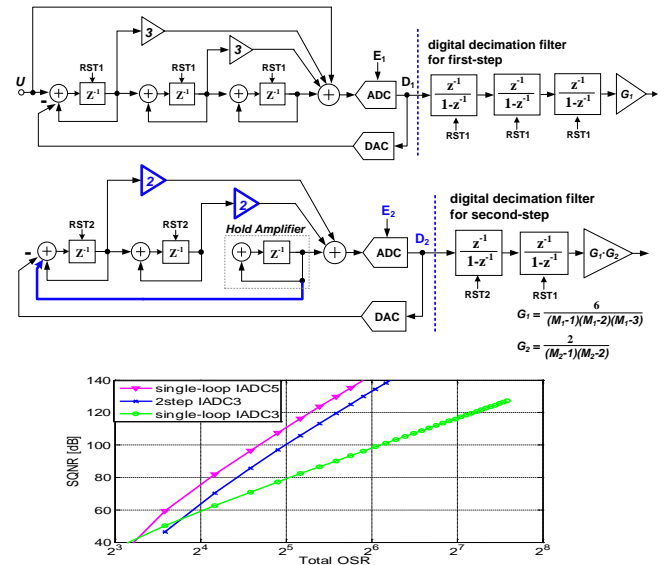 3
3
U
RST1
RST1
RST1
E₁
D₁
digital decimation filter
for first-step
-
+
Z⁻¹
+
Z⁻¹
+
Z⁻¹
+
ADC
z⁻¹
1-z⁻¹
z⁻¹
1-z⁻¹
z⁻¹
1-z⁻¹
G₁
RST1
RST1
RST1
DAC
2
2
RST2
RST2
Hold Amplifier
E₂
D₂
digital decimation filter
for second-step
-
+
Z⁻¹
+
Z⁻¹
+
Z⁻¹
+
ADC
z⁻¹
1-z⁻¹
z⁻¹
1-z⁻¹
G₁·G₂
RST2
RST1
DAC
G₁ = 6
(M₁-1)(M₁-2)(M₁-3)
G₂ = 2
(M₂-1)(M₂-2)
140
120
100
80
60
40
SQNR [dB]
single-loop IADC5
2step IADC3
single-loop IADC3
2³
2⁴
2⁵
2⁶
2⁷
2⁸
Total OSR